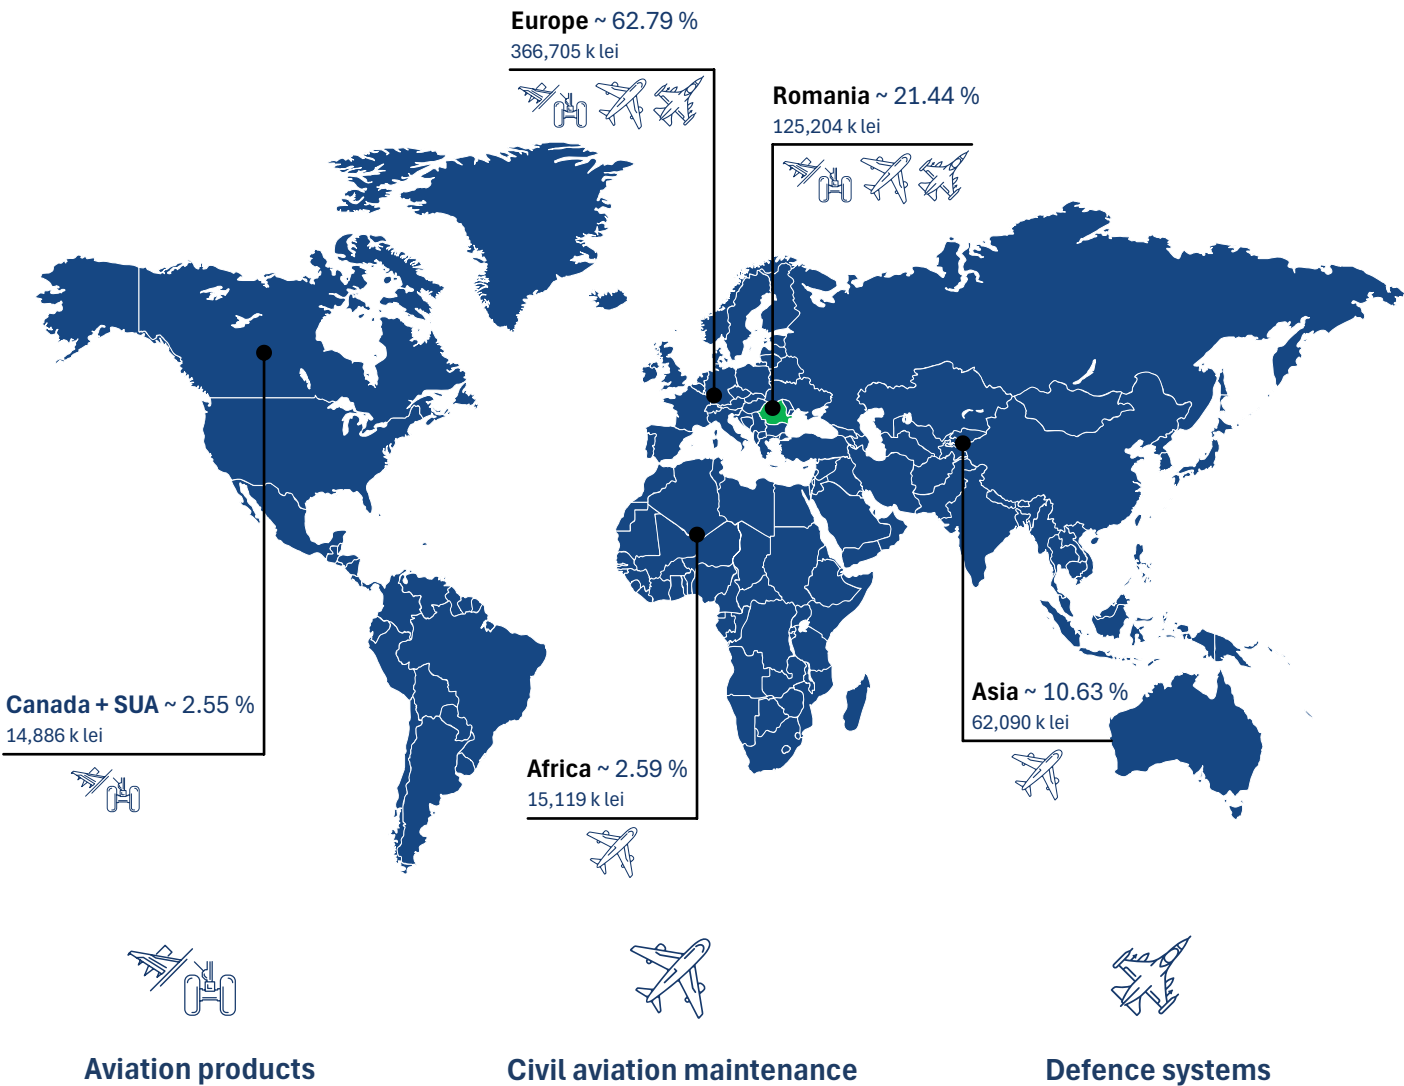 Europe ~ 62.79 %
366,705 k lei
Romania ~ 21.44 %
125,204 k lei
Canada + SUA ~ 2.55 %
14,886 k lei
Asia ~ 10.63 %
62,090 k lei
Africa ~ 2.59 %
15,119 k lei
Aviation products
Civil aviation maintenance
Defence systems